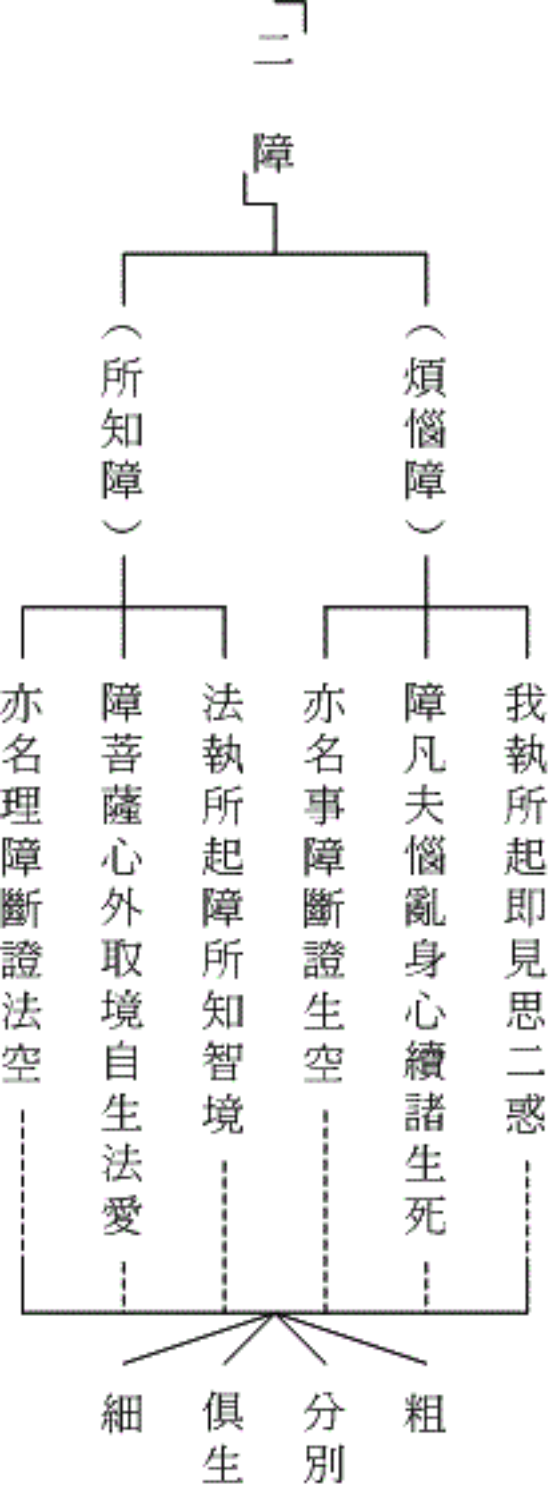 二障
（煩惱障）
我執所起即見思二惑
障凡夫惱亂身心續諸生死
亦名事障斷證生空
（所知障）
法執所起障所知智境
障菩薩心外取境自生法愛
亦名理障斷證法空
粗
分別
俱生
細